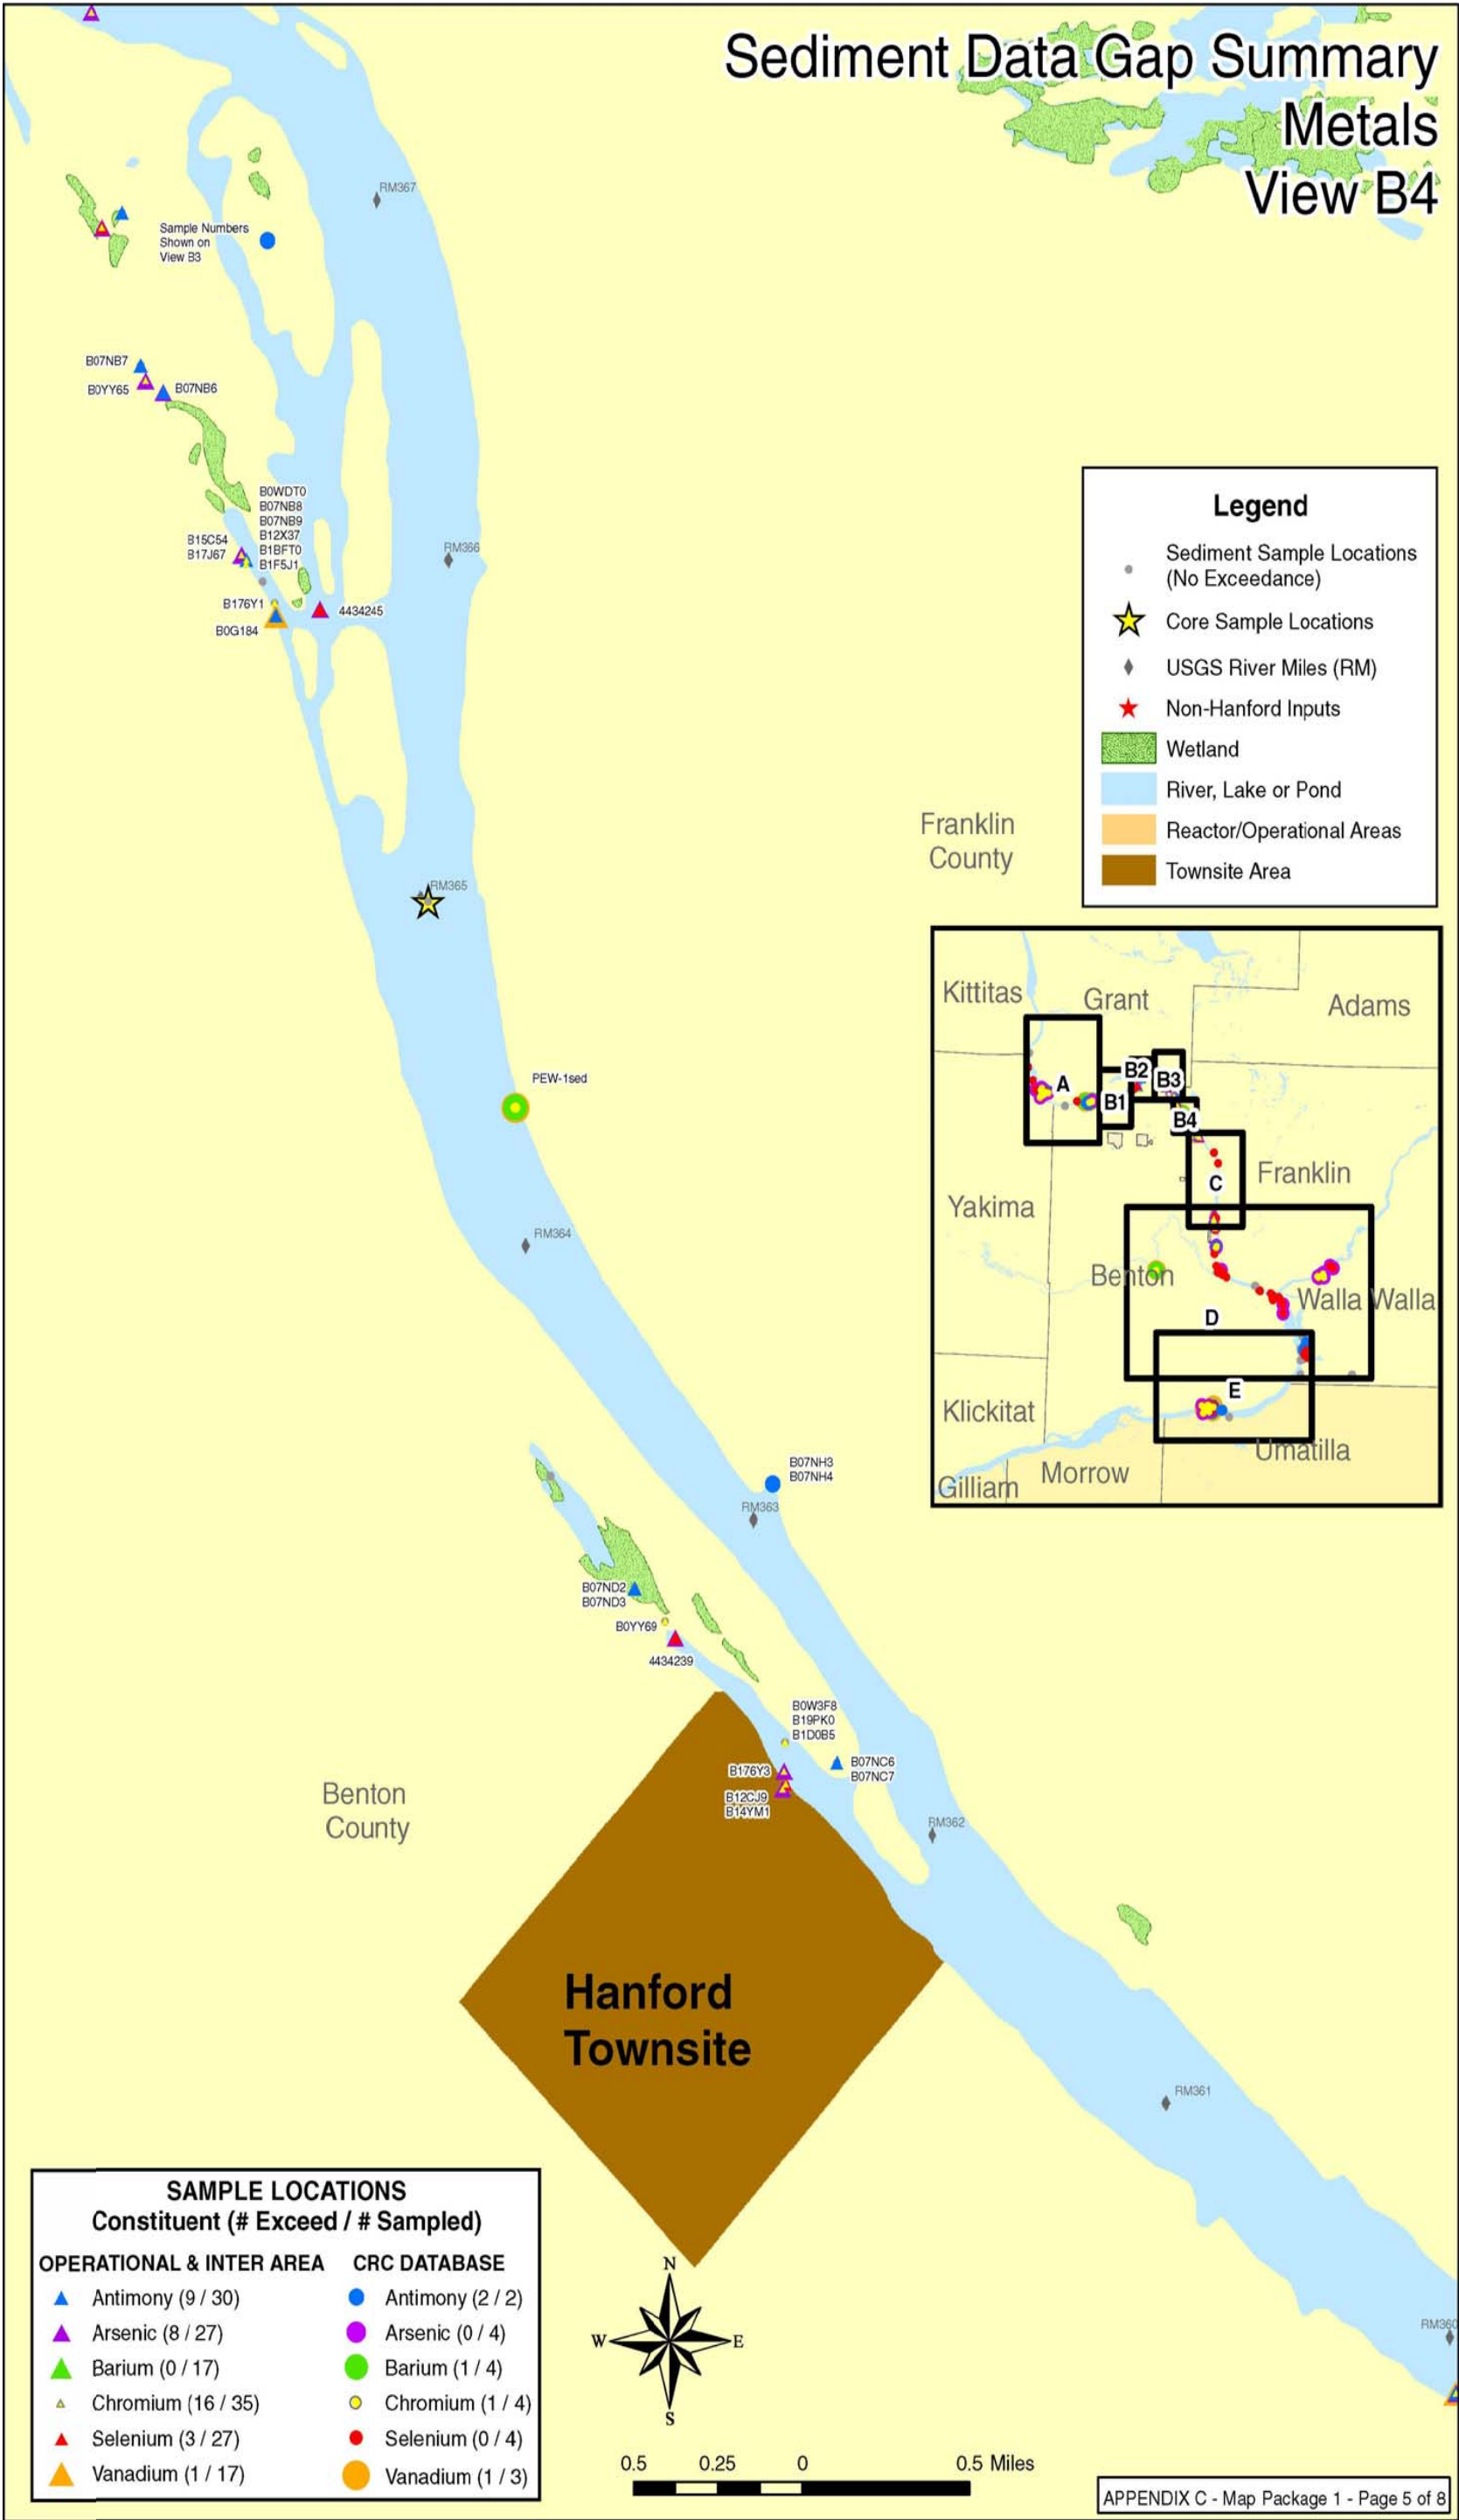 Sediment Data Gap Summary
Metals
View B4
RM367
Sample Numbers
Shown on
View B3
B07NB7
B0YY65
B07NB6
B0WDT0
B07NB8
B07NB9
B12X37
B1BFT0
B1F5J1
B15C54
B17J67
RM366
B176Y1
B0G184
4434245
Legend
Sediment Sample Locations
(No Exceedance)
Core Sample Locations
USGS River Miles (RM)
Non-Hanford Inputs
Wetland
River, Lake or Pond
Reactor/Operational Areas
Townsite Area
Franklin
County
RM365
PEW-1sed
RM364
Kittitas
Grant
Adams
A
B1
B2
B3
B4
C
Franklin
Yakima
Benton
Walla Walla
D
E
Klickitat
Umatilla
Morrow
Gilliam
B07NH3
B07NH4
RM363
B07ND2
B07ND3
B0YY69
4434239
B0W3F8
B19PK0
B1D0B5
B176Y3
B12CJ9
B14YM1
B07NC6
B07NC7
RM362
Benton
County
Hanford
Townsite
RM361
RM360
SAMPLE LOCATIONS
Constituent (# Exceed / # Sampled)
OPERATIONAL & INTER AREA
Antimony (9 / 30)
Arsenic (8 / 27)
Barium (0 / 17)
Chromium (16 / 35)
Selenium (3 / 27)
Vanadium (1 / 17)
CRC DATABASE
Antimony (2 / 2)
Arsenic (0 / 4)
Barium (1 / 4)
Chromium (1 / 4)
Selenium (0 / 4)
Vanadium (1 / 3)
N
W
E
S
0.5 0.25 0 0.5 Miles
APPENDIX C - Map Package 1 - Page 5 of 8